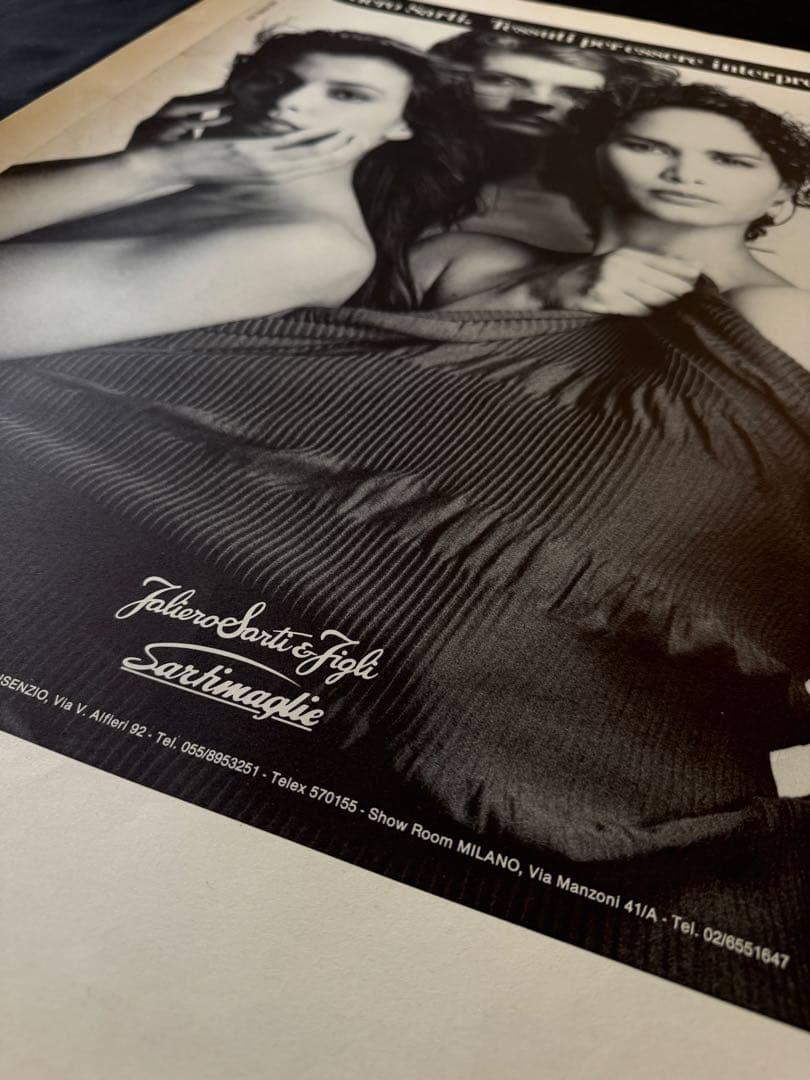 Sarti. Tessuti per essere interpre
Faliero Sarti & Figli
Sartimaglie
ISENZIO, Via V. Alfieri 92 - Tel. 055/8953251 - Telex 570155 - Show Room MILANO, Via Manzoni 41/A - Tel. 02/6551647